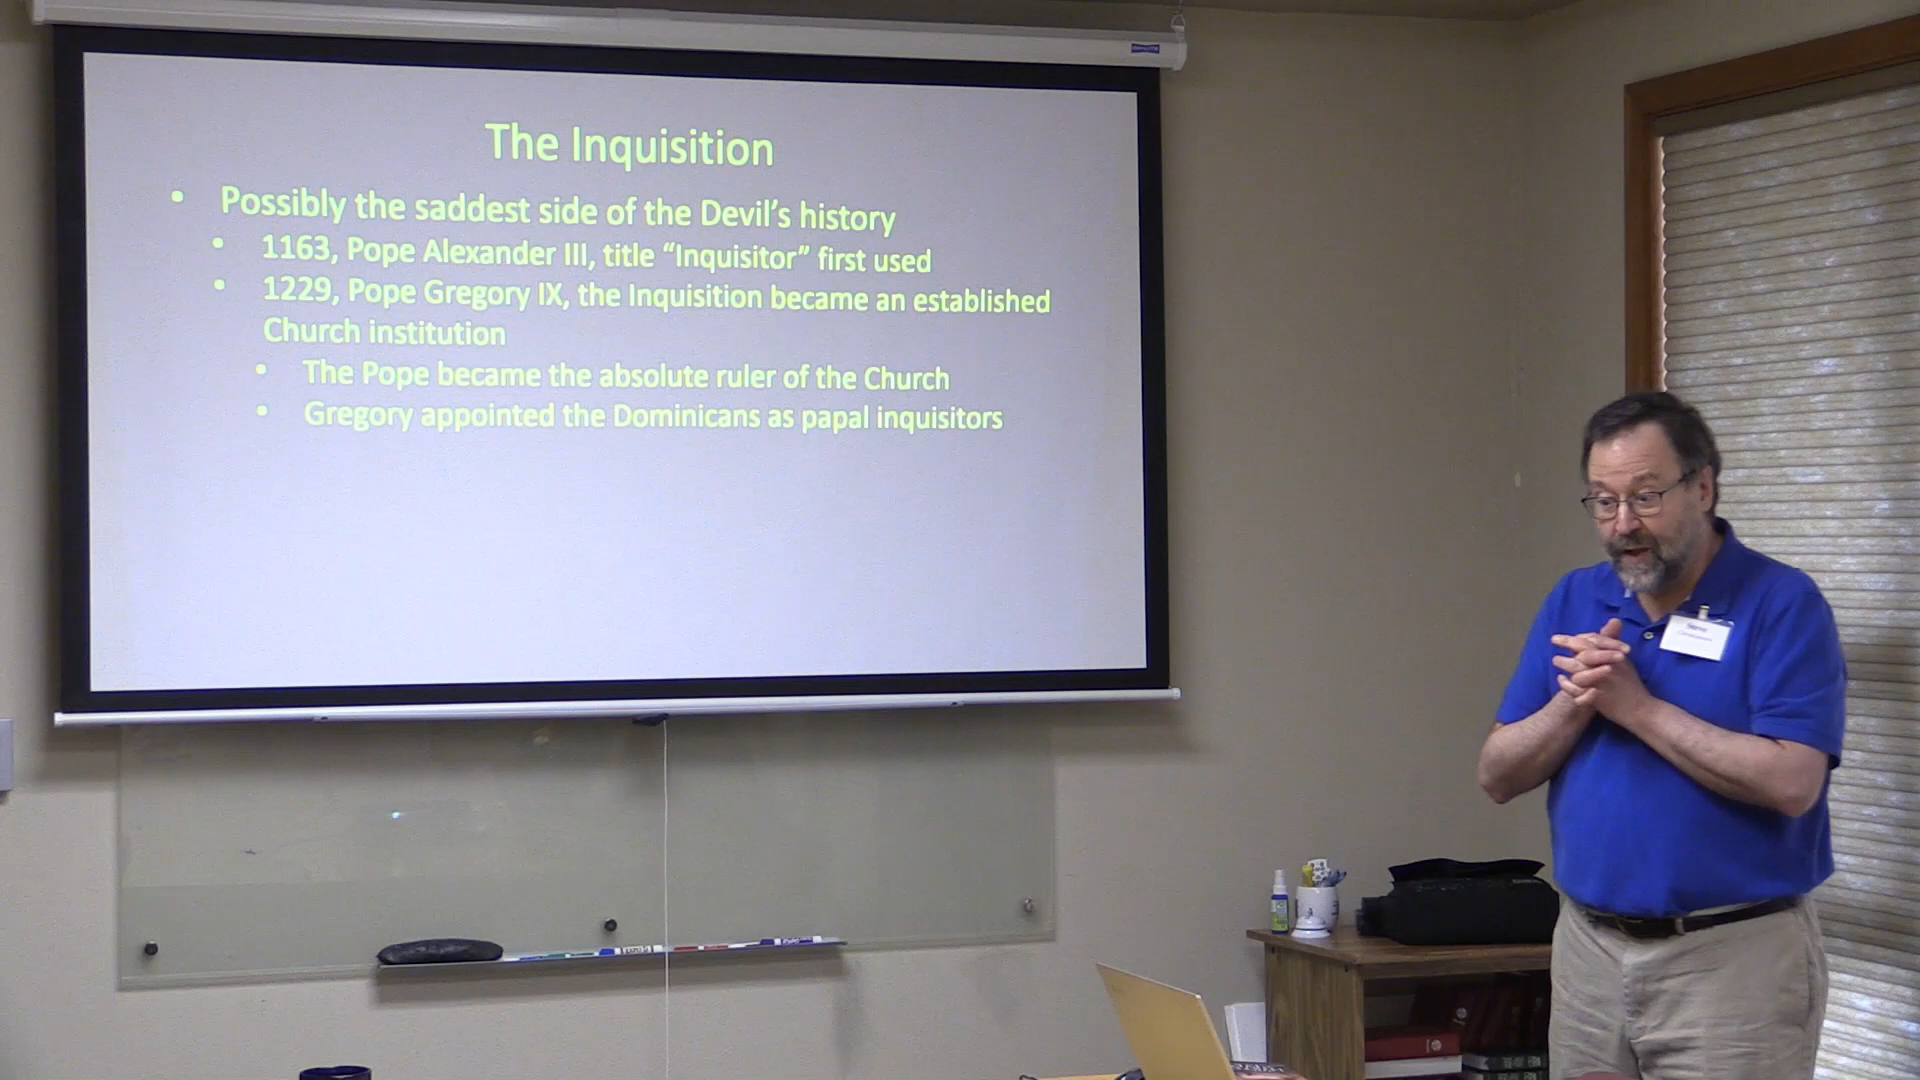 The Inquisition
• Possibly the saddest side of the Devil's history
• 1163, Pope Alexander III, title “Inquisitor” first used
• 1229, Pope Gregory IX, the Inquisition became an established
Church institution
• The Pope became the absolute ruler of the Church
• Gregory appointed the Dominicans as papal inquisitors
Steve